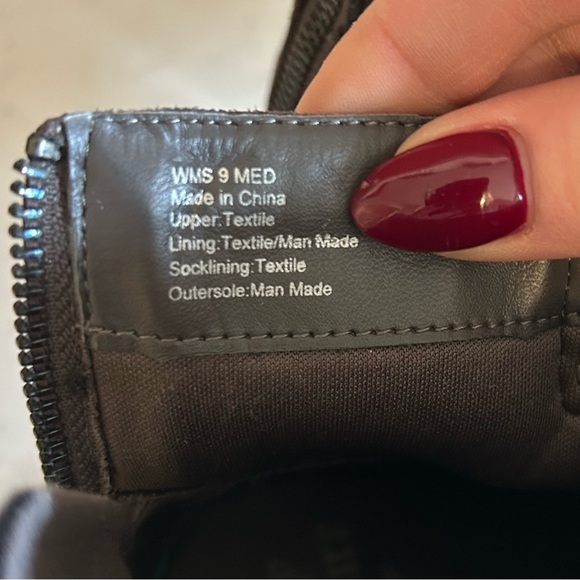 WMS 9 MED
Made in China
Upper:Textile
Lining:Textile/Man Made
Socklining:Textile
Outersole:Man Made